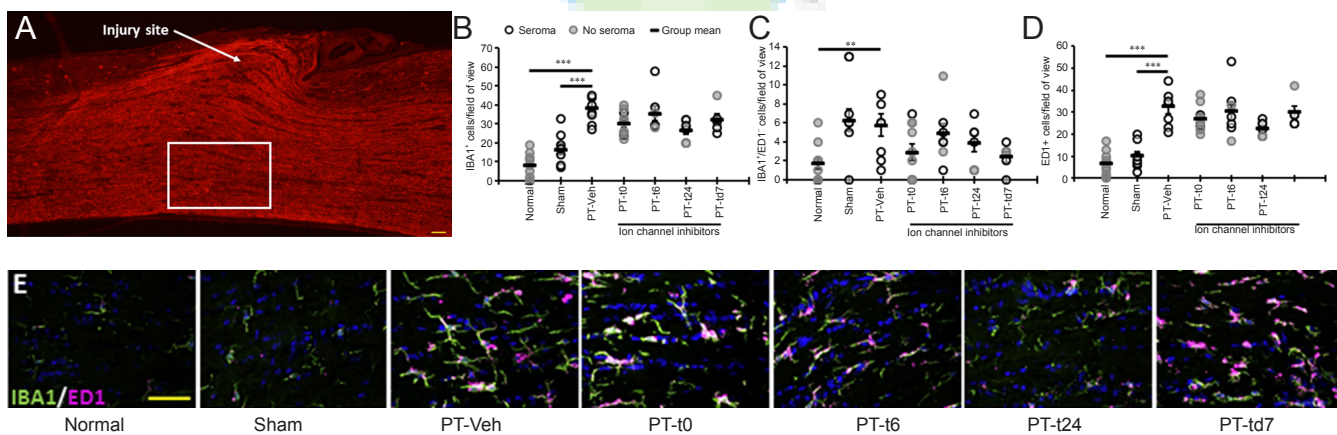 A
Injury site
B
Seroma
No seroma
Group mean
IBA1+ cells/field of view
70
60
50
40
30
20
10
0
***
***
Normal
Sham
PT-Veh
PT-t0
PT-t6
PT-t24
PT-td7
Ion channel inhibitors
C
IBA1+/ED1- cells/field of view
14
12
10
8
6
4
2
0
**
Normal
Sham
PT-Veh
PT-t0
PT-t6
PT-t24
PT-td7
Ion channel inhibitors
D
ED1+ cells/field of view
60
50
40
30
20
10
0
***
***
Normal
Sham
PT-Veh
PT-t0
PT-t6
PT-t24
Ion channel inhibitors
E
IBA1/ED1
Normal
Sham
PT-Veh
PT-t0
PT-t6
PT-t24
PT-td7